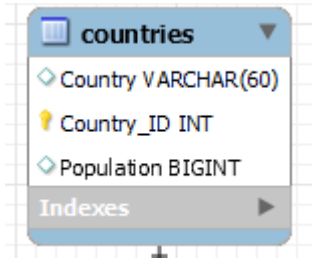 countries
Country VARCHAR(60)
Country_ID INT
Population BIGINT
Indexes